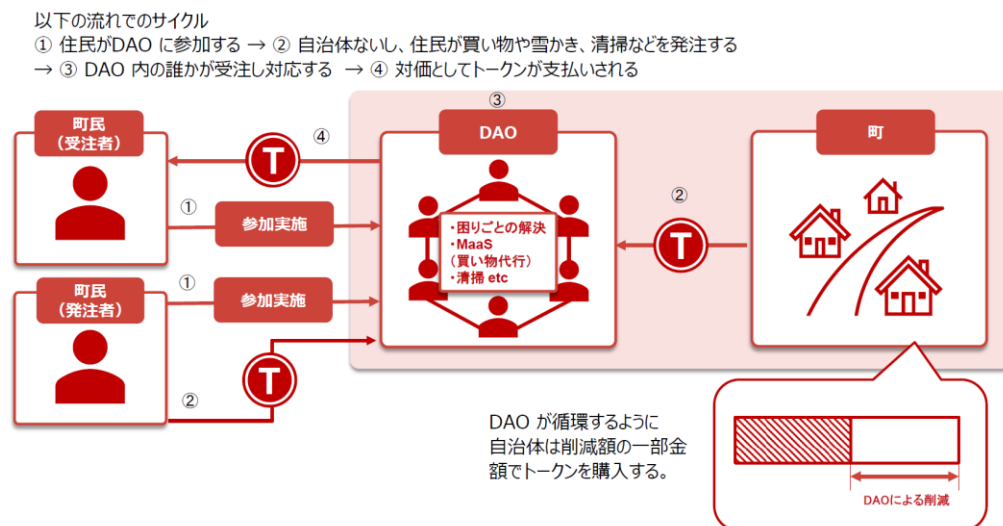 以下の流れでのサイクル
① 住民がDAO に参加する → ② 自治体ないし、住民が買い物や雪かき、清掃などを発注する
→ ③ DAO 内の誰かが受注し対応する → ④ 対価としてトークンが支払いされる
③
町民
（受注者）
④
T
DAO
町
①
参加実施
・困りごとの解決
・MaaS
（買い物代行）
・清掃 etc
②
T
町民
（発注者）
①
参加実施
T
②
DAO が循環するように
自治体は削減額の一部金
額でトークンを購入する。
DAOによる削減